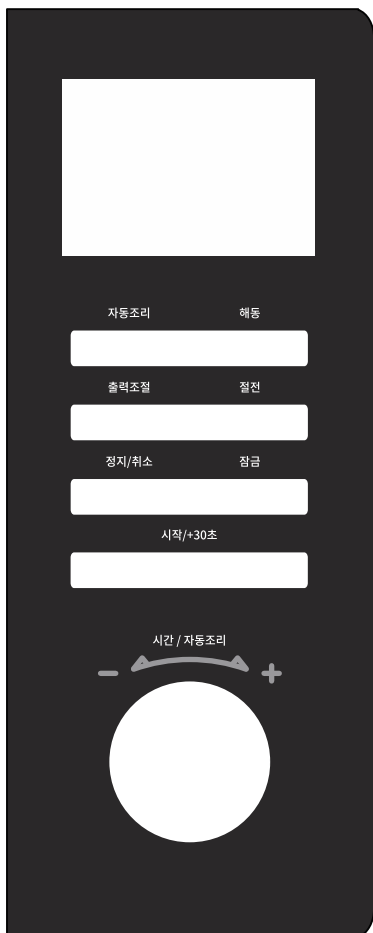 자동조리 해동
출력조절 절전
정지/취소 잠금
시작/+30초
시간 / 자동조리
− +